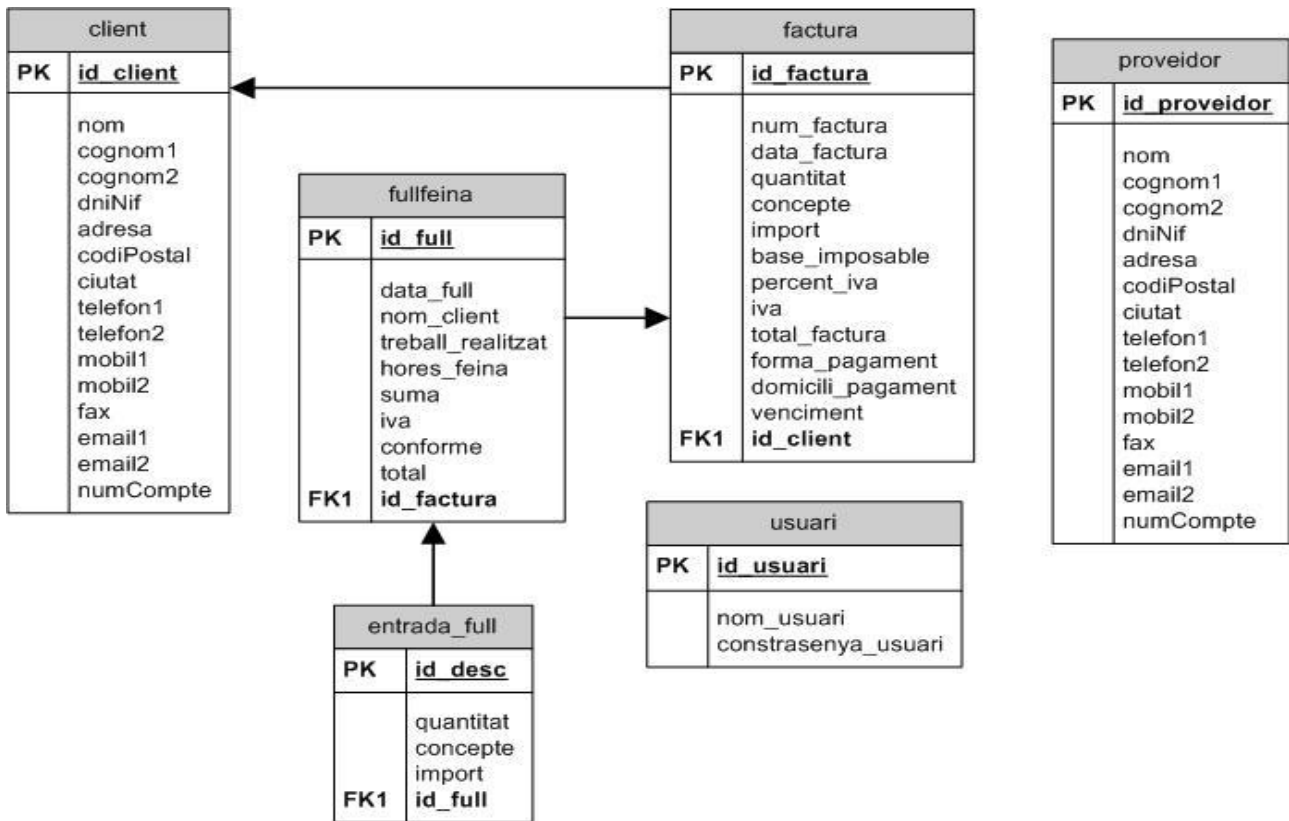 client
PK id_client
nom
cognom1
cognom2
dniNif
adresa
codiPostal
ciutat
telefon1
telefon2
mobil1
mobil2
fax
email1
email2
numCompte
fullfeina
PK id_full
data_full
nom_client
treball_realitzat
hores_feina
suma
iva
conforme
total
FK1 id_factura
entrada_full
PK id_desc
quantitat
concepte
import
FK1 id_full
factura
PK id_factura
num_factura
data_factura
quantitat
concepte
import
base_imposable
percent_iva
iva
total_factura
forma_pagament
domicili_pagament
venciment
FK1 id_client
usuari
PK id_usuari
nom_usuari
constrasenya_usuari
proveidor
PK id_proveidor
nom
cognom1
cognom2
dniNif
adresa
codiPostal
ciutat
telefon1
telefon2
mobil1
mobil2
fax
email1
email2
numCompte